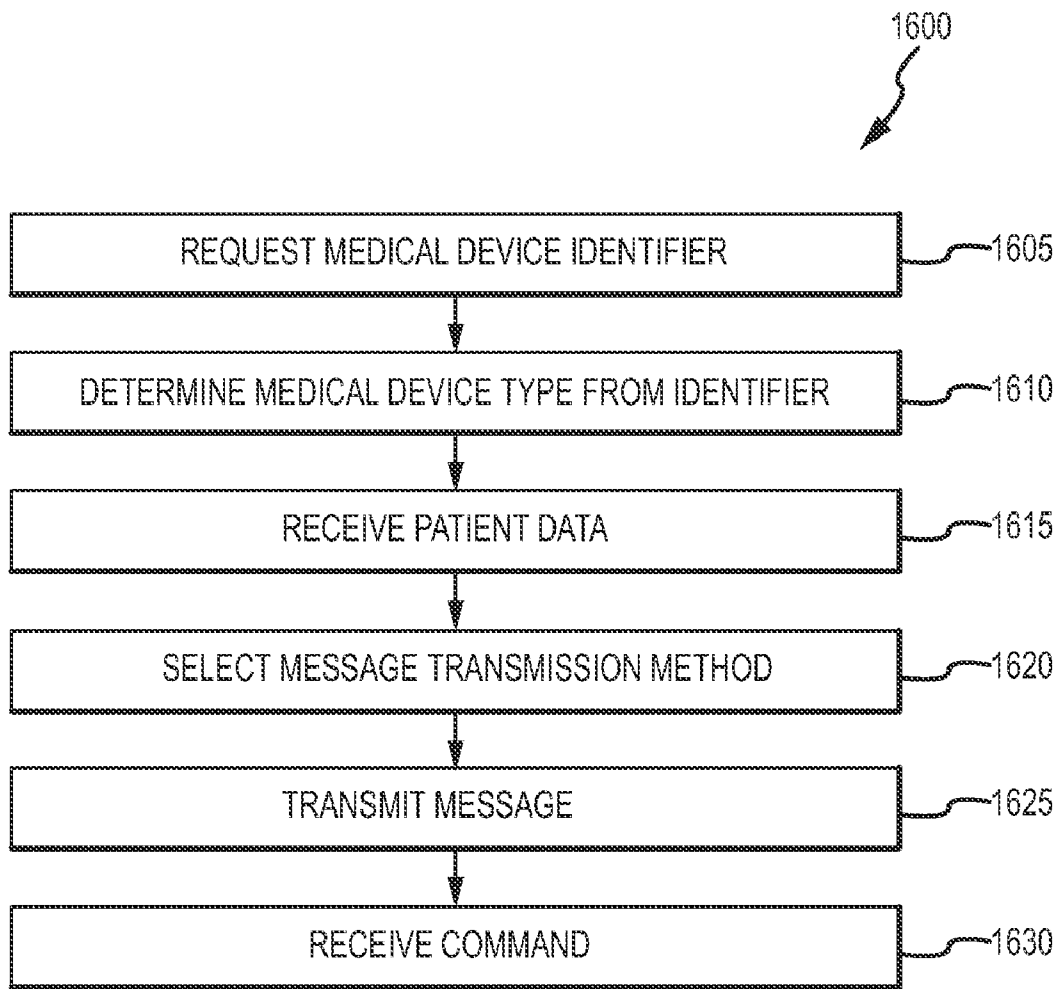 1600
REQUEST MEDICAL DEVICE IDENTIFIER 1605
DETERMINE MEDICAL DEVICE TYPE FROM IDENTIFIER 1610
RECEIVE PATIENT DATA 1615
SELECT MESSAGE TRANSMISSION METHOD 1620
TRANSMIT MESSAGE 1625
RECEIVE COMMAND 1630